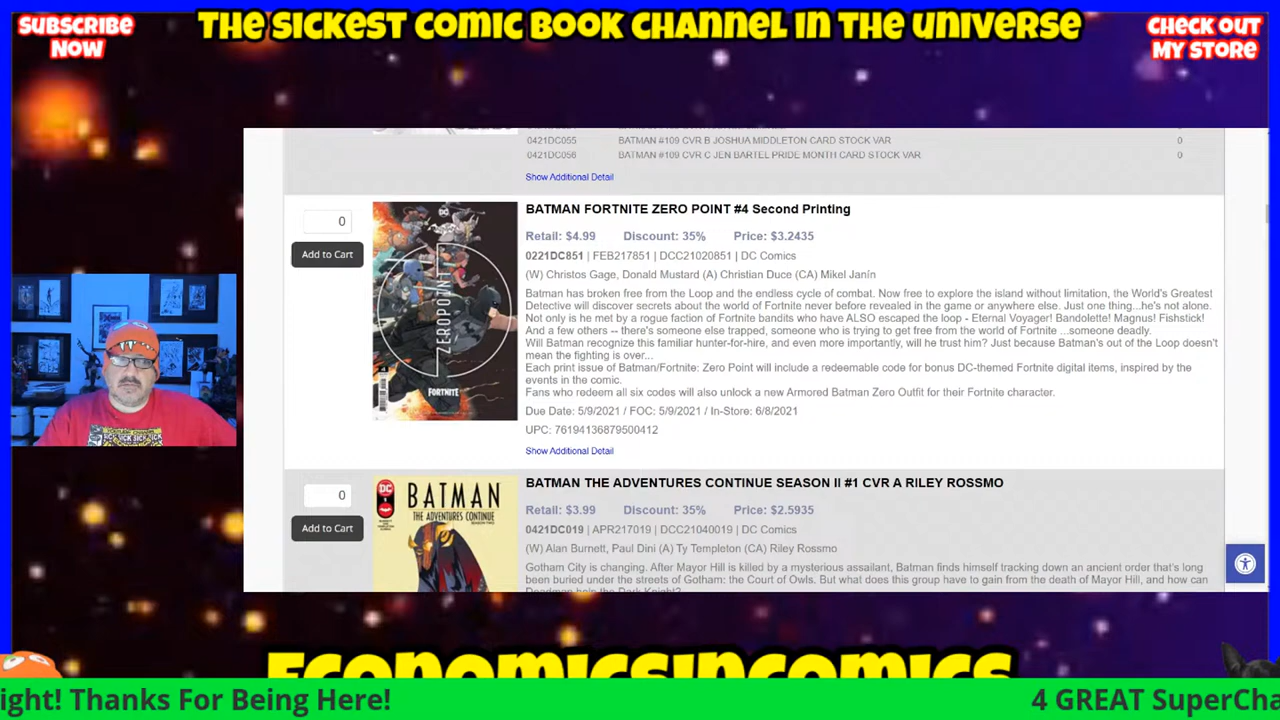 SUBSCRIBE
NOW
THE SICKEST COMIC BOOK CHANNEL IN THE UNIVERSE
CHECK OUT
MY STORE
0421DC055 BATMAN #109 CVR B JOSHUA MIDDLETON CARD STOCK VAR 0
0421DC056 BATMAN #109 CVR C JEN BARTEL PRIDE MONTH CARD STOCK VAR 0
Show Additional Detail
0
Add to Cart
DC
ZEROPOINT
FORTNITE
BATMAN FORTNITE ZERO POINT #4 Second Printing
Retail: $4.99 Discount: 35% Price: $3.2435
0221DC851 | FEB217851 | DCC21020851 | DC Comics
(W) Christos Gage, Donald Mustard (A) Christian Duce (CA) Mikel Janín
Batman has broken free from the Loop and the endless cycle of combat. Now free to explore the island without limitation, the World's Greatest
Detective will discover secrets about the world of Fortnite never before revealed in the game or anywhere else. Just one thing...he's not alone.
Not only is he met by a rogue faction of Fortnite bandits who have ALSO escaped the loop - Eternal Voyager! Bandolette! Magnus! Fishstick!
And a few others -- there's someone else trapped, someone who is trying to get free from the world of Fortnite ...someone deadly.
Will Batman recognize this familiar hunter-for-hire, and even more importantly, will he trust him? Just because Batman's out of the Loop doesn't
mean the fighting is over...
Each print issue of Batman/Fortnite: Zero Point will include a redeemable code for bonus DC-themed Fortnite digital items, inspired by the
events in the comic.
Fans who redeem all six codes will also unlock a new Armored Batman Zero Outfit for their Fortnite character.
Due Date: 5/9/2021 / FOC: 5/9/2021 / In-Store: 6/8/2021
UPC: 76194136879500412
Show Additional Detail
0
Add to Cart
DC
BATMAN
THE ADVENTURES CONTINUE
BATMAN THE ADVENTURES CONTINUE SEASON II #1 CVR A RILEY ROSSMO
Retail: $3.99 Discount: 35% Price: $2.5935
0421DC019 | APR217019 | DCC21040019 | DC Comics
(W) Alan Burnett, Paul Dini (A) Ty Templeton (CA) Riley Rossmo
Gotham City is changing. After Mayor Hill is killed by a mysterious assailant, Batman finds himself tracking down an ancient order that's long
been buried under the streets of Gotham: the Court of Owls. But what does this group have to gain from the death of Mayor Hill, and how can
Deadman help the Dark Knight?
ECONOMICSINCOMICS
ight! Thanks For Being Here! 4 GREAT SuperCha